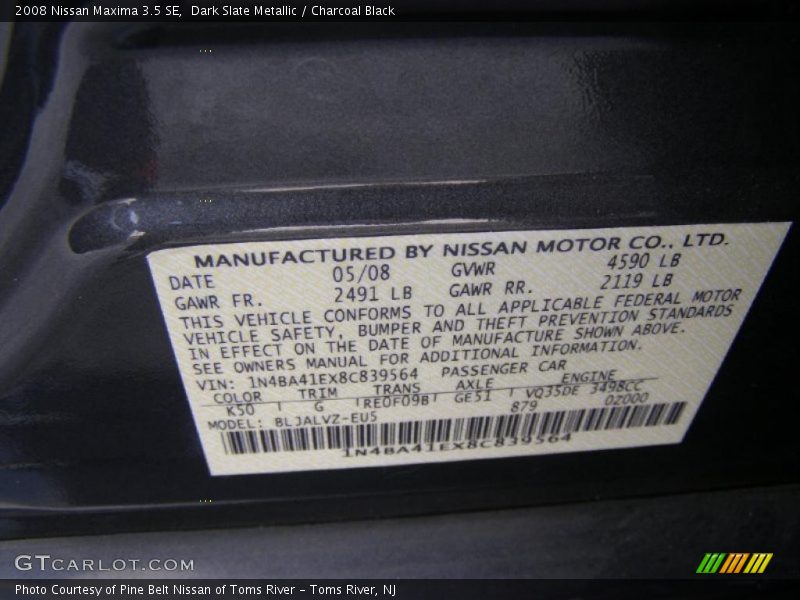 2008 Nissan Maxima 3.5 SE,  Dark Slate Metallic / Charcoal Black
MANUFACTURED BY NISSAN MOTOR CO., LTD.
DATE 05/08 GVWR 4590 LB
GAWR FR. 2491 LB GAWR RR. 2119 LB
THIS VEHICLE CONFORMS TO ALL APPLICABLE FEDERAL MOTOR
VEHICLE SAFETY, BUMPER AND THEFT PREVENTION STANDARDS
IN EFFECT ON THE DATE OF MANUFACTURE SHOWN ABOVE.
SEE OWNERS MANUAL FOR ADDITIONAL INFORMATION.
VIN: 1N4BA41EX8C839564 PASSENGER CAR
COLOR TRIM TRANS AXLE ENGINE
K50 G RE0F09B GE51 VQ35DE 3498CC
MODEL: BLJALVZ-EU5 879 0Z000
1N4BA41EX8C839564
GTCARLOT.COM
Photo Courtesy of Pine Belt Nissan of Toms River – Toms River, NJ